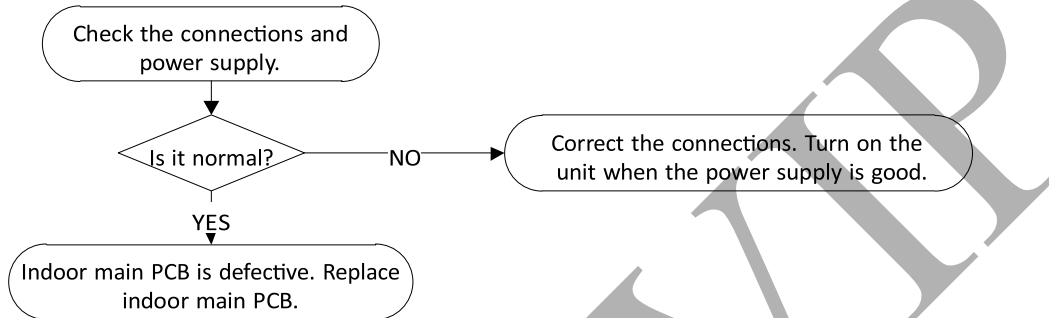 Check the connections and
power supply.
Is it normal?
NO
Correct the connections. Turn on the
unit when the power supply is good.
YES
Indoor main PCB is defective. Replace
indoor main PCB.